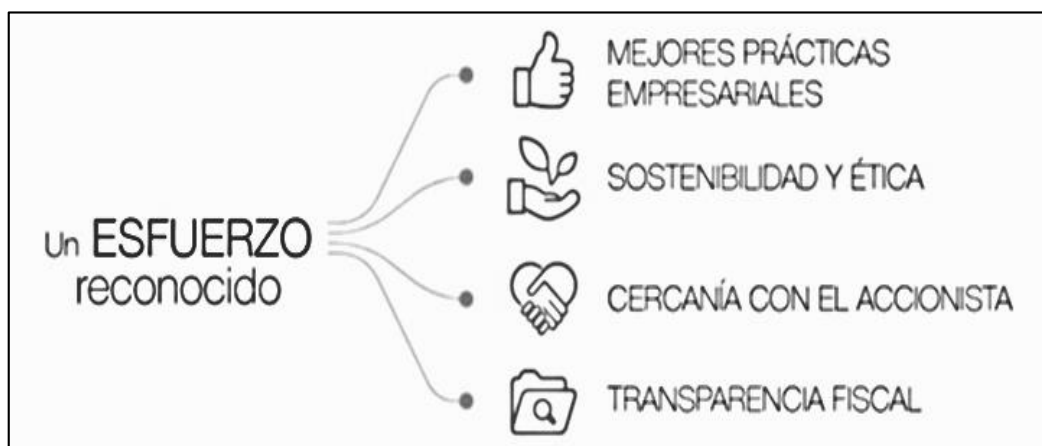 Un ESFUERZO
reconocido
MEJORES PRÁCTICAS
EMPRESARIALES
SOSTENIBILIDAD Y ÉTICA
CERCANÍA CON EL ACCIONISTA
TRANSPARENCIA FISCAL